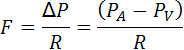 F = ΔP/R = (P_A − P_V)/R